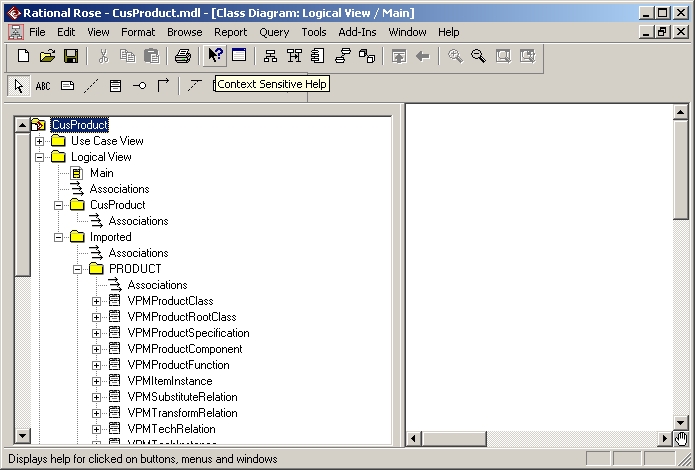 Rational Rose - CusProduct.mdl - [Class Diagram: Logical View / Main]
File Edit View Format Browse Report Query Tools Add-Ins Window Help
ABC
Context Sensitive Help
CusProduct
Use Case View
Logical View
Main
Associations
CusProduct
Associations
Imported
Associations
PRODUCT
Associations
VPMProductClass
VPMProductRootClass
VPMProductSpecification
VPMProductComponent
VPMProductFunction
VPMItemInstance
VPMSubstituteRelation
VPMTransformRelation
VPMTechRelation
VPMTechInstance
Displays help for clicked on buttons, menus and windows